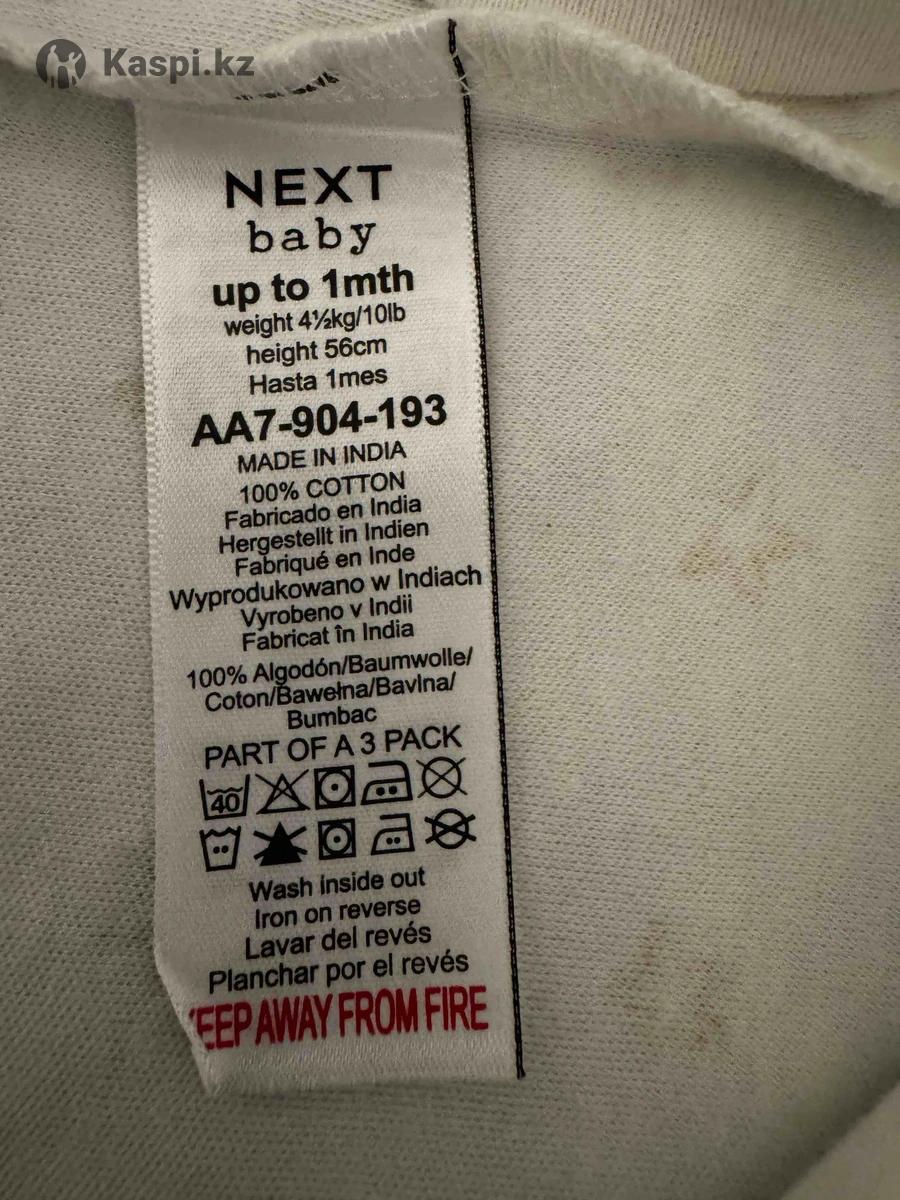 Kaspi.kz
NEXT
baby
up to 1mth
weight 4½kg/10lb
height 56cm
Hasta 1mes
AA7-904-193
MADE IN INDIA
100% COTTON
Fabricado en India
Hergestellt in Indien
Fabriqué en Inde
Wyprodukowano w Indiach
Vyrobeno v Indii
Fabricat în India
100% Algodón/Baumwolle/
Coton/Bawełna/Bavlna/
Bumbac
PART OF A 3 PACK
40
Wash inside out
Iron on reverse
Lavar del revés
Planchar por el revés
KEEP AWAY FROM FIRE